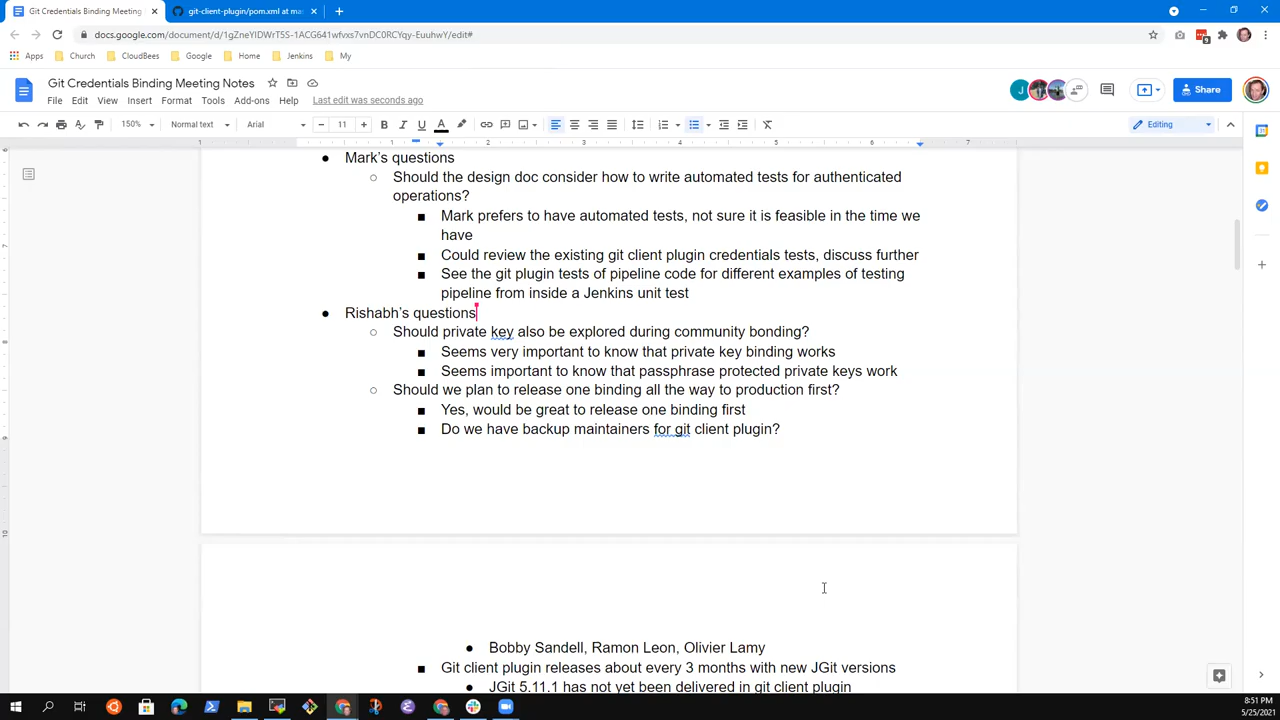 Git Credentials Binding Meeting
git-client-plugin/pom.xml at mas
docs.google.com/document/d/1gZneYIDWrT5S-1ACG641wfvxs7vnDC0RCYqy-EuuhwY/edit#
9
Apps
Church
CloudBees
Google
Home
Jenkins
My
Git Credentials Binding Meeting Notes
File Edit View Insert Format Tools Add-ons Help Last edit was seconds ago
J
Share
150% Normal text Arial 11 Editing
1 1 2 3 4 5 6 7
Mark's questions
Should the design doc consider how to write automated tests for authenticated
operations?
Mark prefers to have automated tests, not sure it is feasible in the time we
have
Could review the existing git client plugin credentials tests, discuss further
See the git plugin tests of pipeline code for different examples of testing
pipeline from inside a Jenkins unit test
Rishabh's questions
Should private key also be explored during community bonding?
Seems very important to know that private key binding works
Seems important to know that passphrase protected private keys work
Should we plan to release one binding all the way to production first?
Yes, would be great to release one binding first
Do we have backup maintainers for git client plugin?
Bobby Sandell, Ramon Leon, Olivier Lamy
Git client plugin releases about every 3 months with new JGit versions
JGit 5.11.1 has not yet been delivered in git client plugin
8:51 PM
5/25/2021